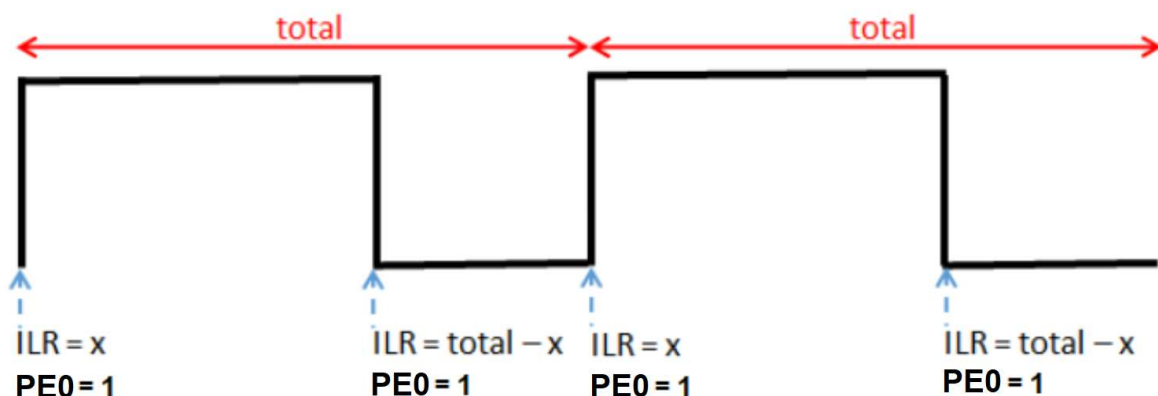 total total
ILR = x ILR = total – x ILR = x ILR = total – x
PE0 = 1 PE0 = 1 PE0 = 1 PE0 = 1